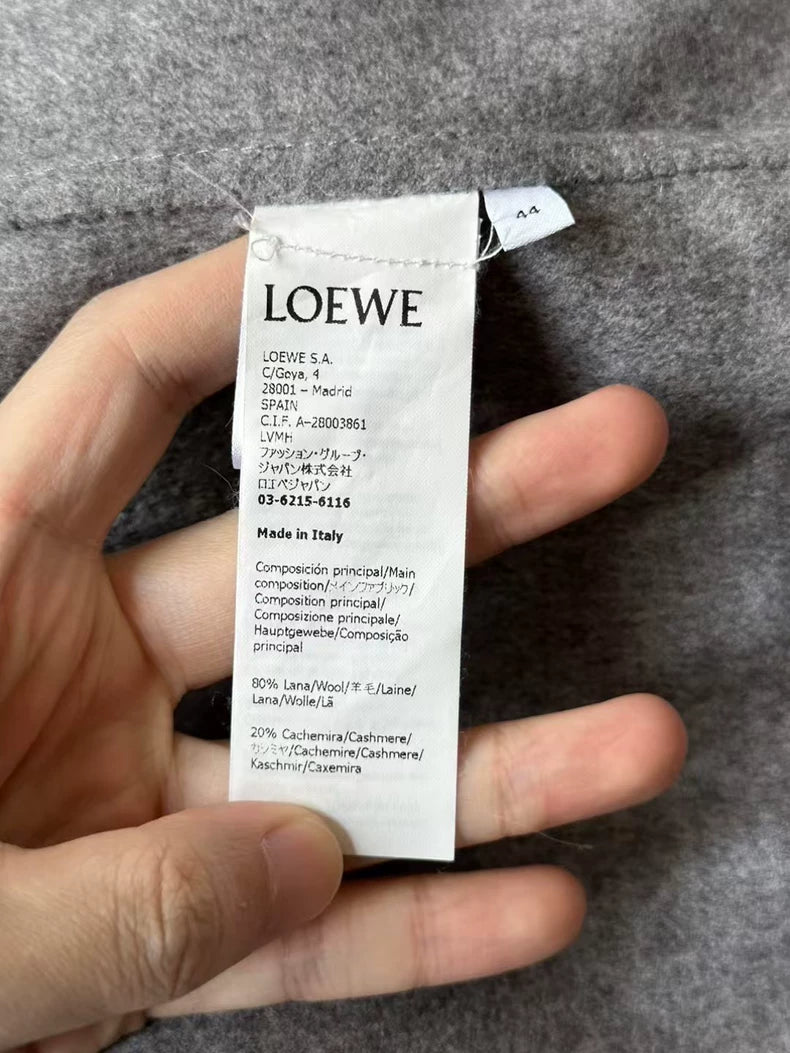 44
LOEWE
LOEWE S.A.
C/Goya, 4
28001 – Madrid
SPAIN
C.I.F. A-28003861
LVMH
ファッション・グループ・
ジャパン株式会社
ロエベジャパン
03-6215-6116
Made in Italy
Composición principal/Main
composition/メインファブリック/
Composition principal/
Composizione principale/
Hauptgewebe/Composição
principal
80% Lana/Wool/羊毛/Laine/
Lana/Wolle/Lã
20% Cachemira/Cashmere/
カシミヤ/Cachemire/Cashmere/
Kaschmir/Caxemira